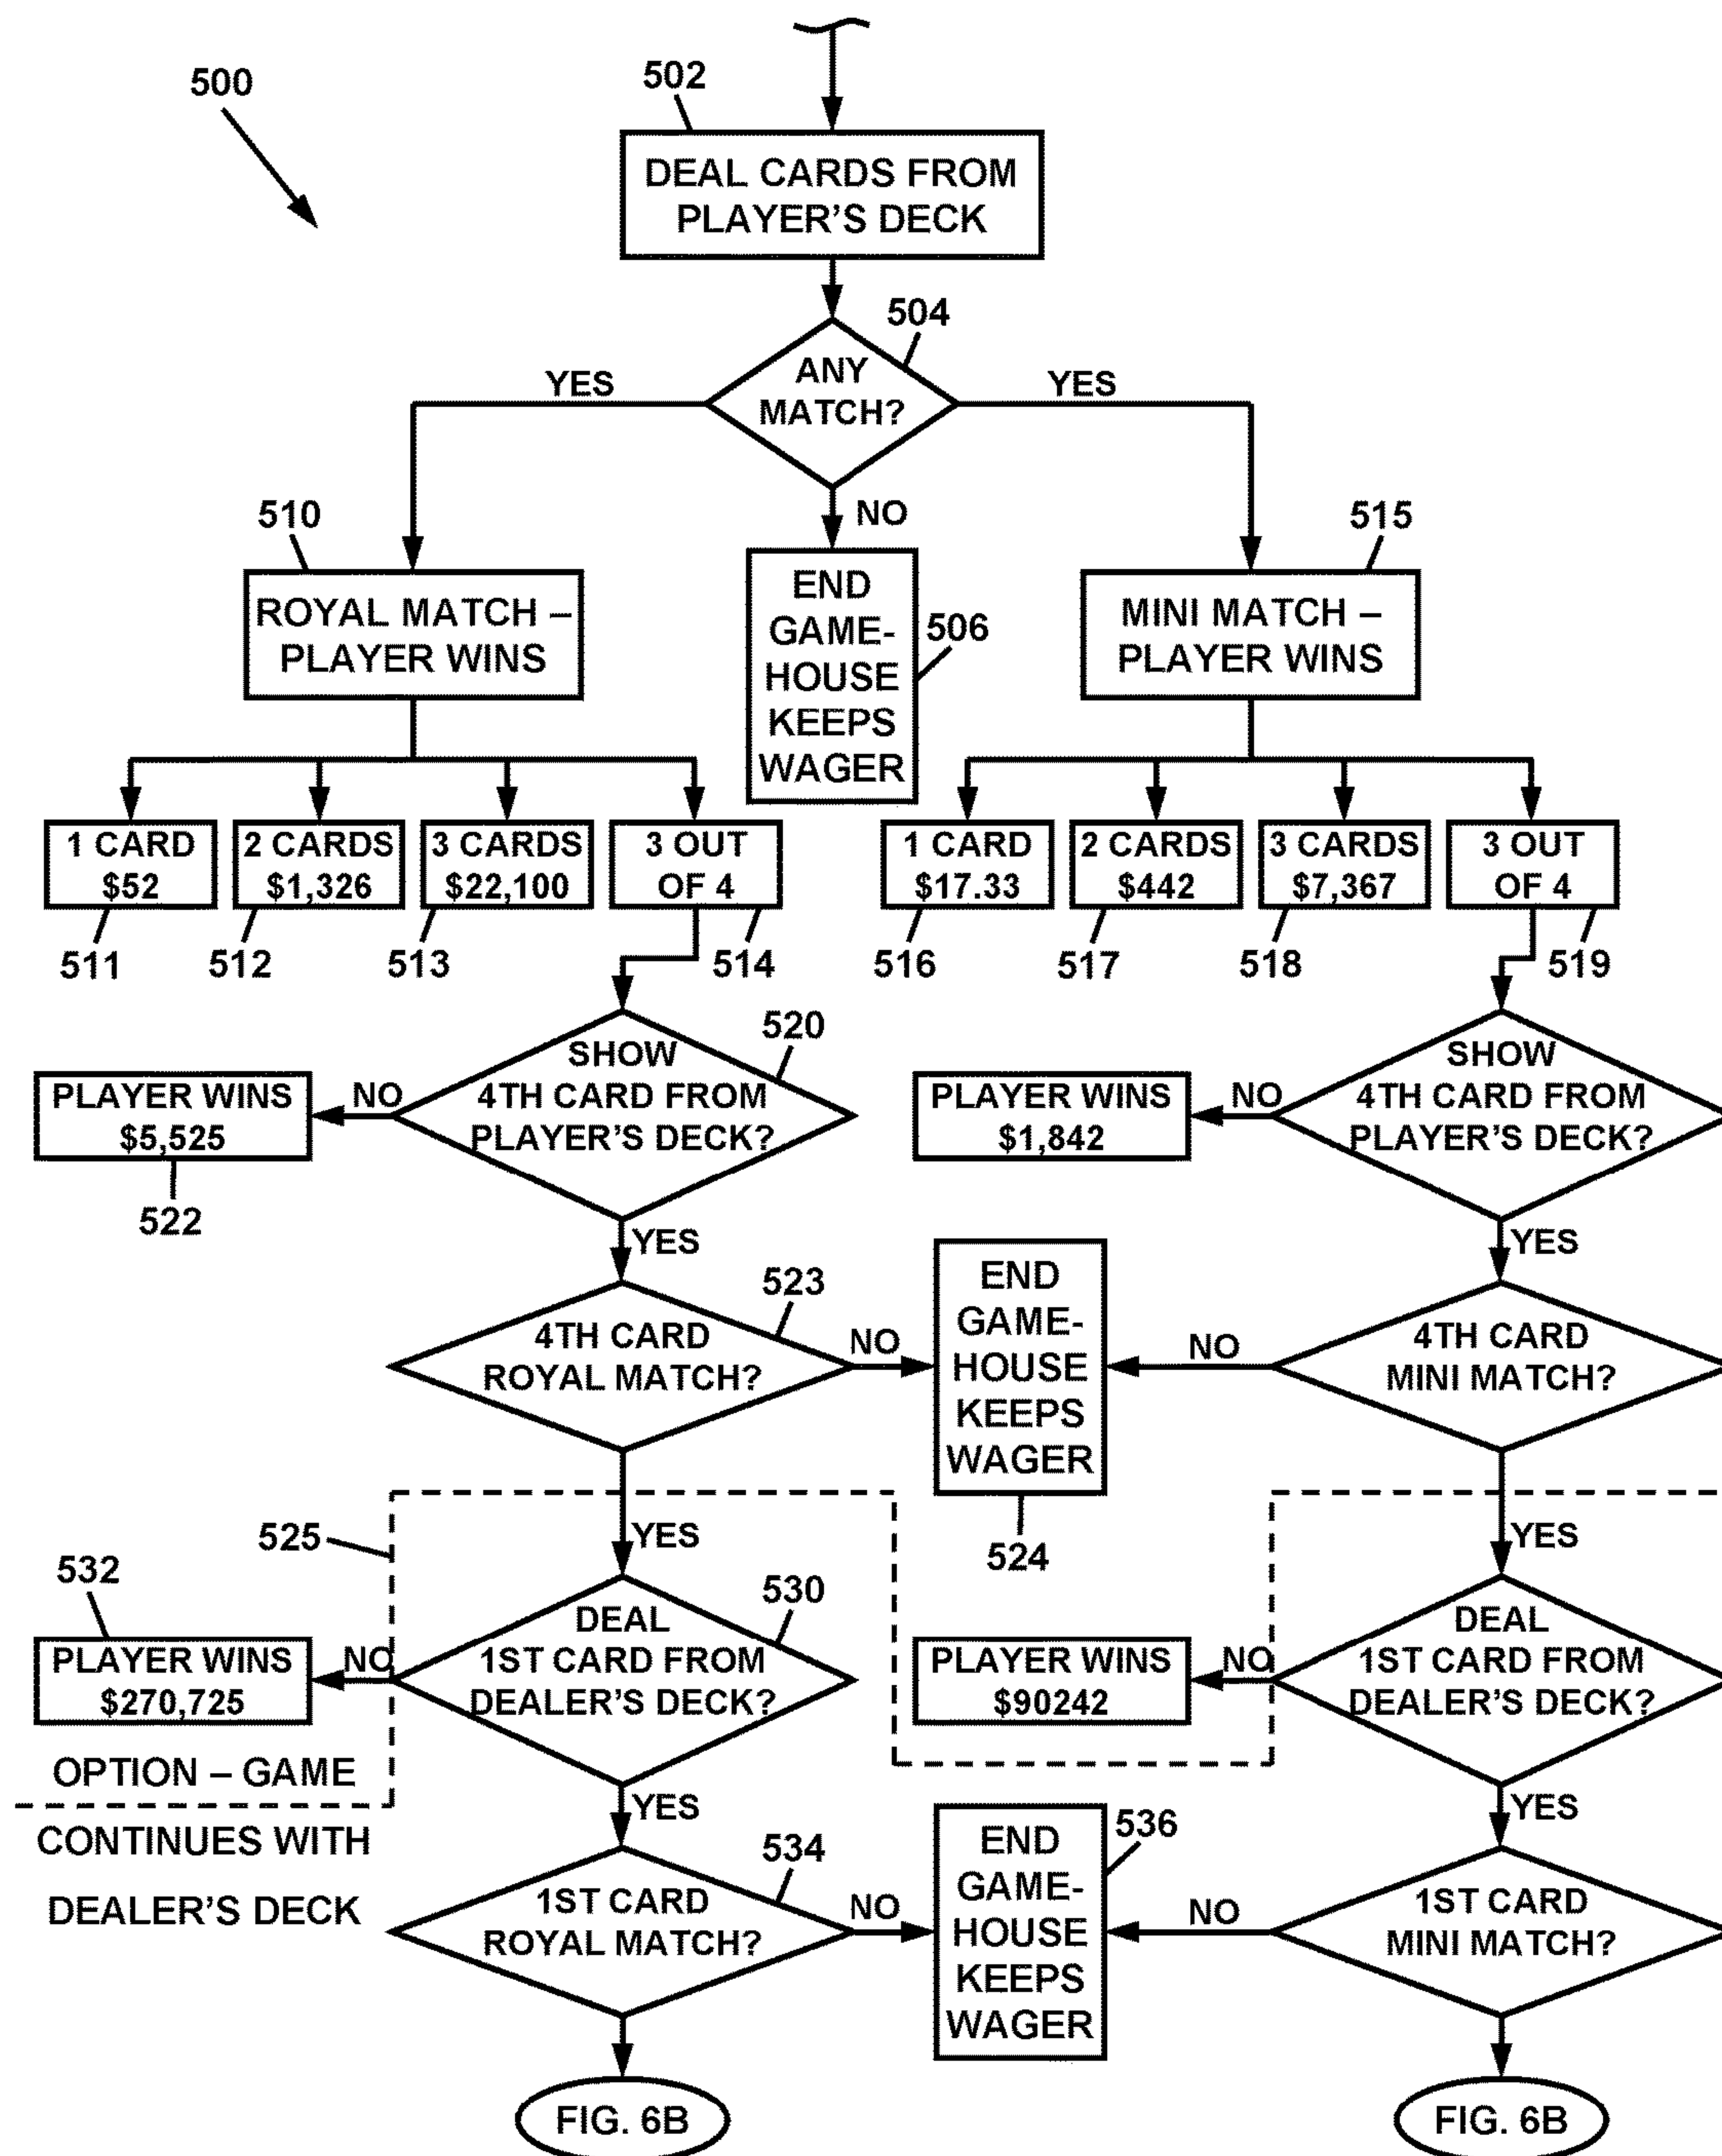 500
502
DEAL CARDS FROM
PLAYER'S DECK
504
ANY
MATCH?
YES
YES
NO
510
ROYAL MATCH –
PLAYER WINS
END
GAME-
HOUSE
KEEPS
WAGER
506
515
MINI MATCH –
PLAYER WINS
1 CARD
$52
2 CARDS
$1,326
3 CARDS
$22,100
3 OUT
OF 4
1 CARD
$17.33
2 CARDS
$442
3 CARDS
$7,367
3 OUT
OF 4
511
512
513
514
516
517
518
519
520
SHOW
4TH CARD FROM
PLAYER'S DECK?
NO
PLAYER WINS
$5,525
522
YES
SHOW
4TH CARD FROM
PLAYER'S DECK?
NO
PLAYER WINS
$1,842
YES
523
4TH CARD
ROYAL MATCH?
NO
END
GAME-
HOUSE
KEEPS
WAGER
524
NO
4TH CARD
MINI MATCH?
525
YES
YES
532
PLAYER WINS
$270,725
NO
530
DEAL
1ST CARD FROM
DEALER'S DECK?
PLAYER WINS
$90242
NO
DEAL
1ST CARD FROM
DEALER'S DECK?
OPTION – GAME
CONTINUES WITH
DEALER'S DECK
YES
YES
534
1ST CARD
ROYAL MATCH?
NO
END
GAME-
HOUSE
KEEPS
WAGER
536
NO
1ST CARD
MINI MATCH?
FIG. 6B
FIG. 6B